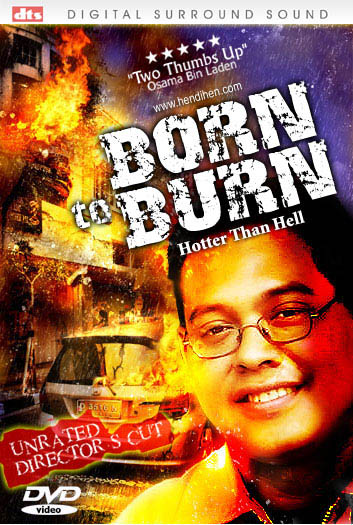 dts DIGITAL SURROUND SOUND
"Two Thumbs Up"
Osama Bin Laden
www.hendihen.com
BORN
to BURN
Hotter Than Hell
UNRATED
DIRECTOR'S CUT
DVD
video